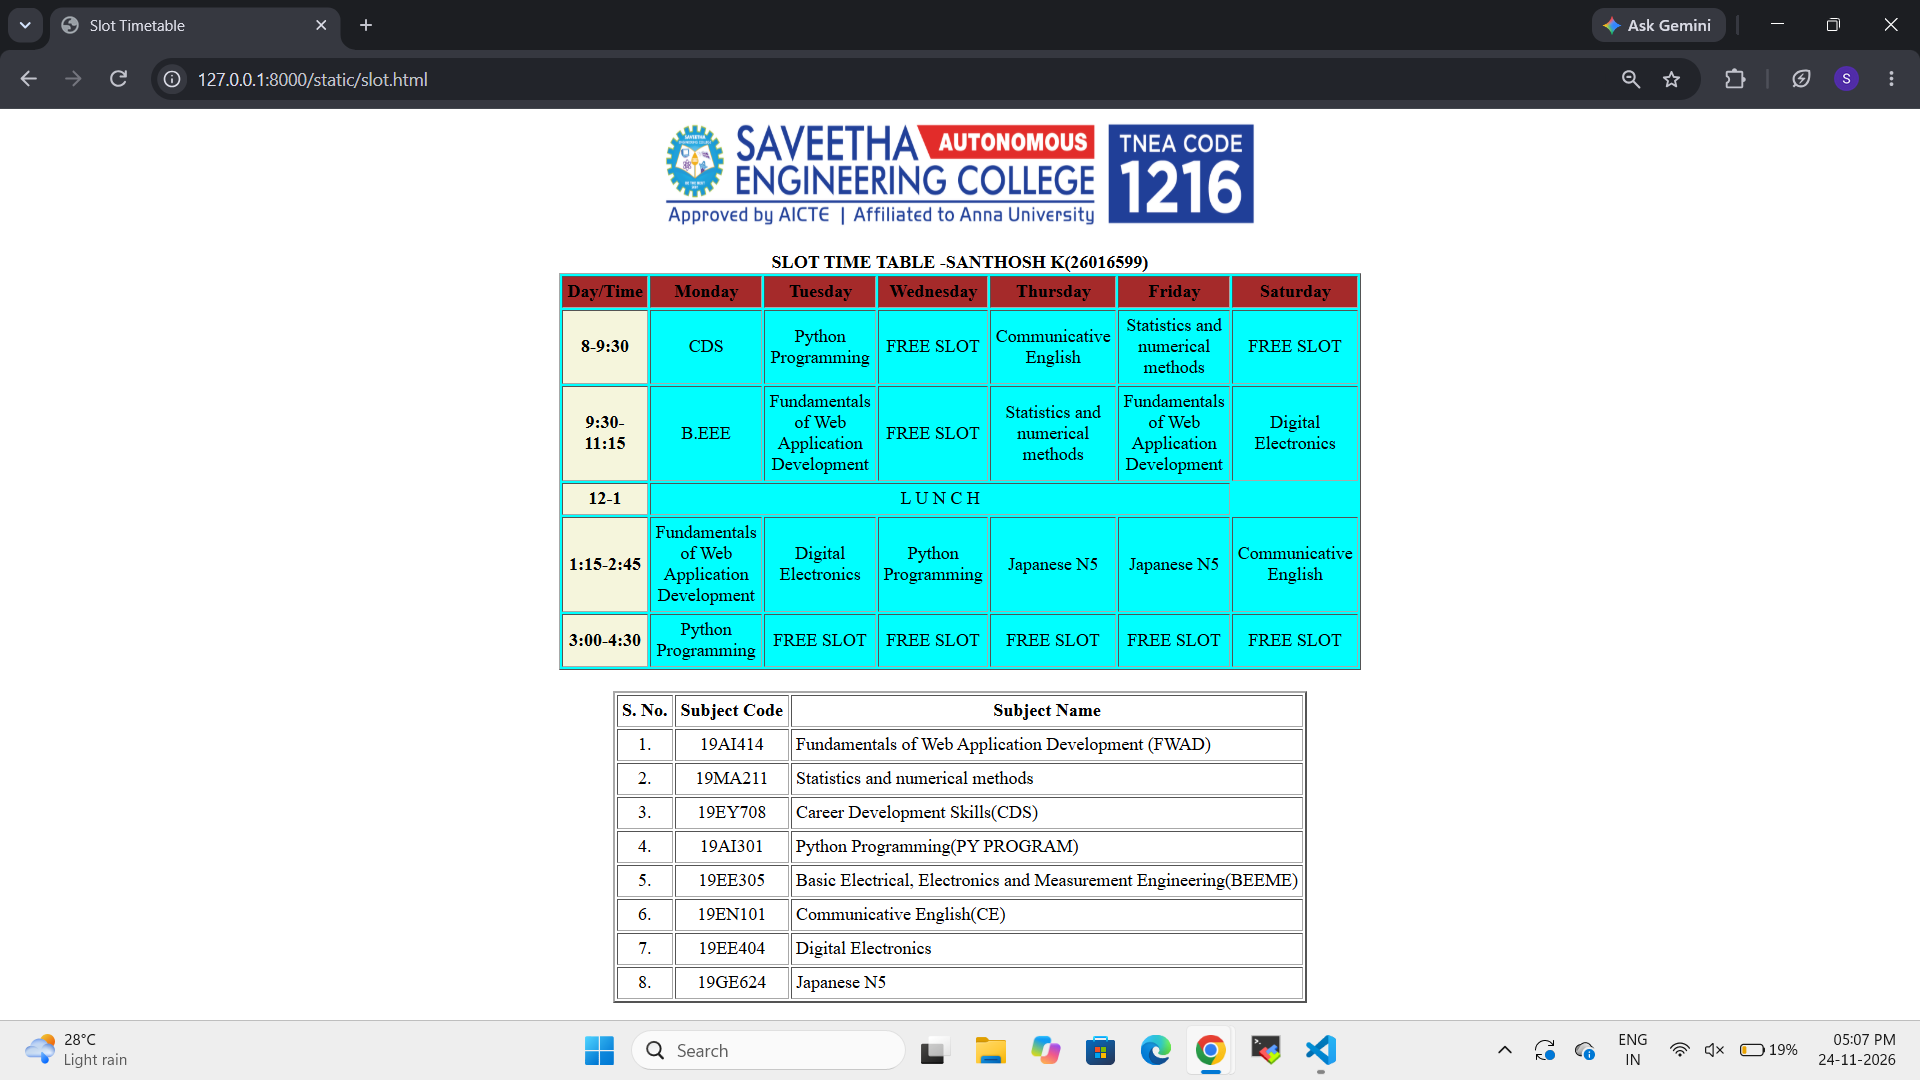 Slot Timetable
Ask Gemini
127.0.0.1:8000/static/slot.html
S
SAVEETHA AUTONOMOUS
ENGINEERING COLLEGE
Approved by AICTE | Affiliated to Anna University
TNEA CODE
1216
SLOT TIME TABLE -SANTHOSH K(26016599)
Day/Time Monday Tuesday Wednesday Thursday Friday Saturday
8-9:30 CDS Python Programming FREE SLOT Communicative English Statistics and numerical methods FREE SLOT
9:30-11:15 B.EEE Fundamentals of Web Application Development FREE SLOT Statistics and numerical methods Fundamentals of Web Application Development Digital Electronics
12-1 L U N C H
1:15-2:45 Fundamentals of Web Application Development Digital Electronics Python Programming Japanese N5 Japanese N5 Communicative English
3:00-4:30 Python Programming FREE SLOT FREE SLOT FREE SLOT FREE SLOT FREE SLOT
S. No. Subject Code Subject Name
1. 19AI414 Fundamentals of Web Application Development (FWAD)
2. 19MA211 Statistics and numerical methods
3. 19EY708 Career Development Skills(CDS)
4. 19AI301 Python Programming(PY PROGRAM)
5. 19EE305 Basic Electrical, Electronics and Measurement Engineering(BEEME)
6. 19EN101 Communicative English(CE)
7. 19EE404 Digital Electronics
8. 19GE624 Japanese N5
28°C
Light rain
Search
ENG
IN
19%
05:07 PM
24-11-2026